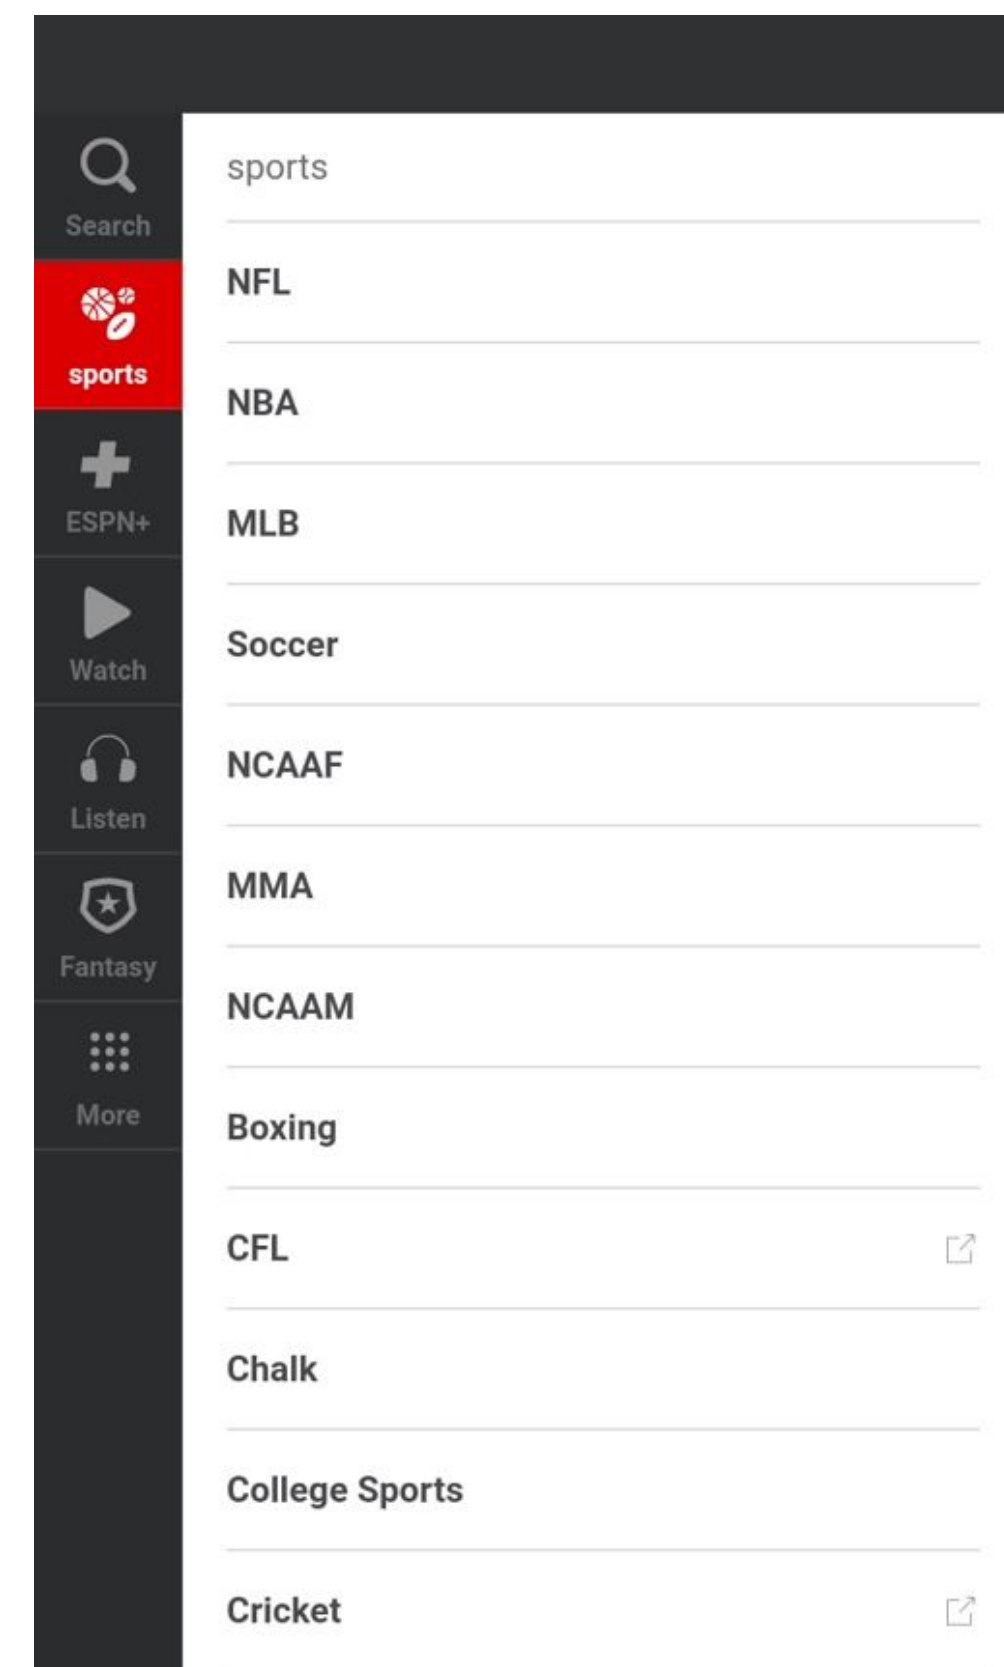 Search
sports
ESPN+
Watch
Listen
Fantasy
More
sports
NFL
NBA
MLB
Soccer
NCAAF
MMA
NCAAM
Boxing
CFL
Chalk
College Sports
Cricket